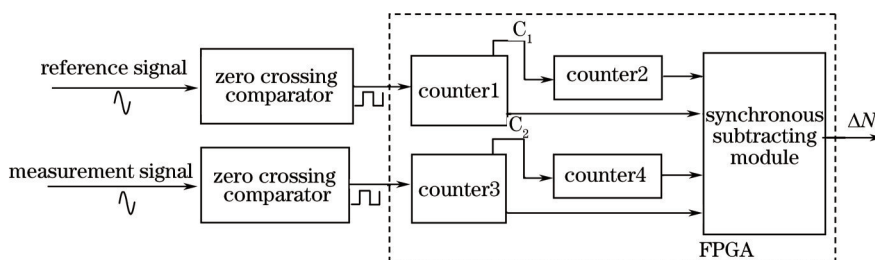 reference signal
zero crossing
comparator
counter1
C₁
counter2
synchronous
subtracting
module
ΔN
measurement signal
zero crossing
comparator
counter3
C₂
counter4
FPGA